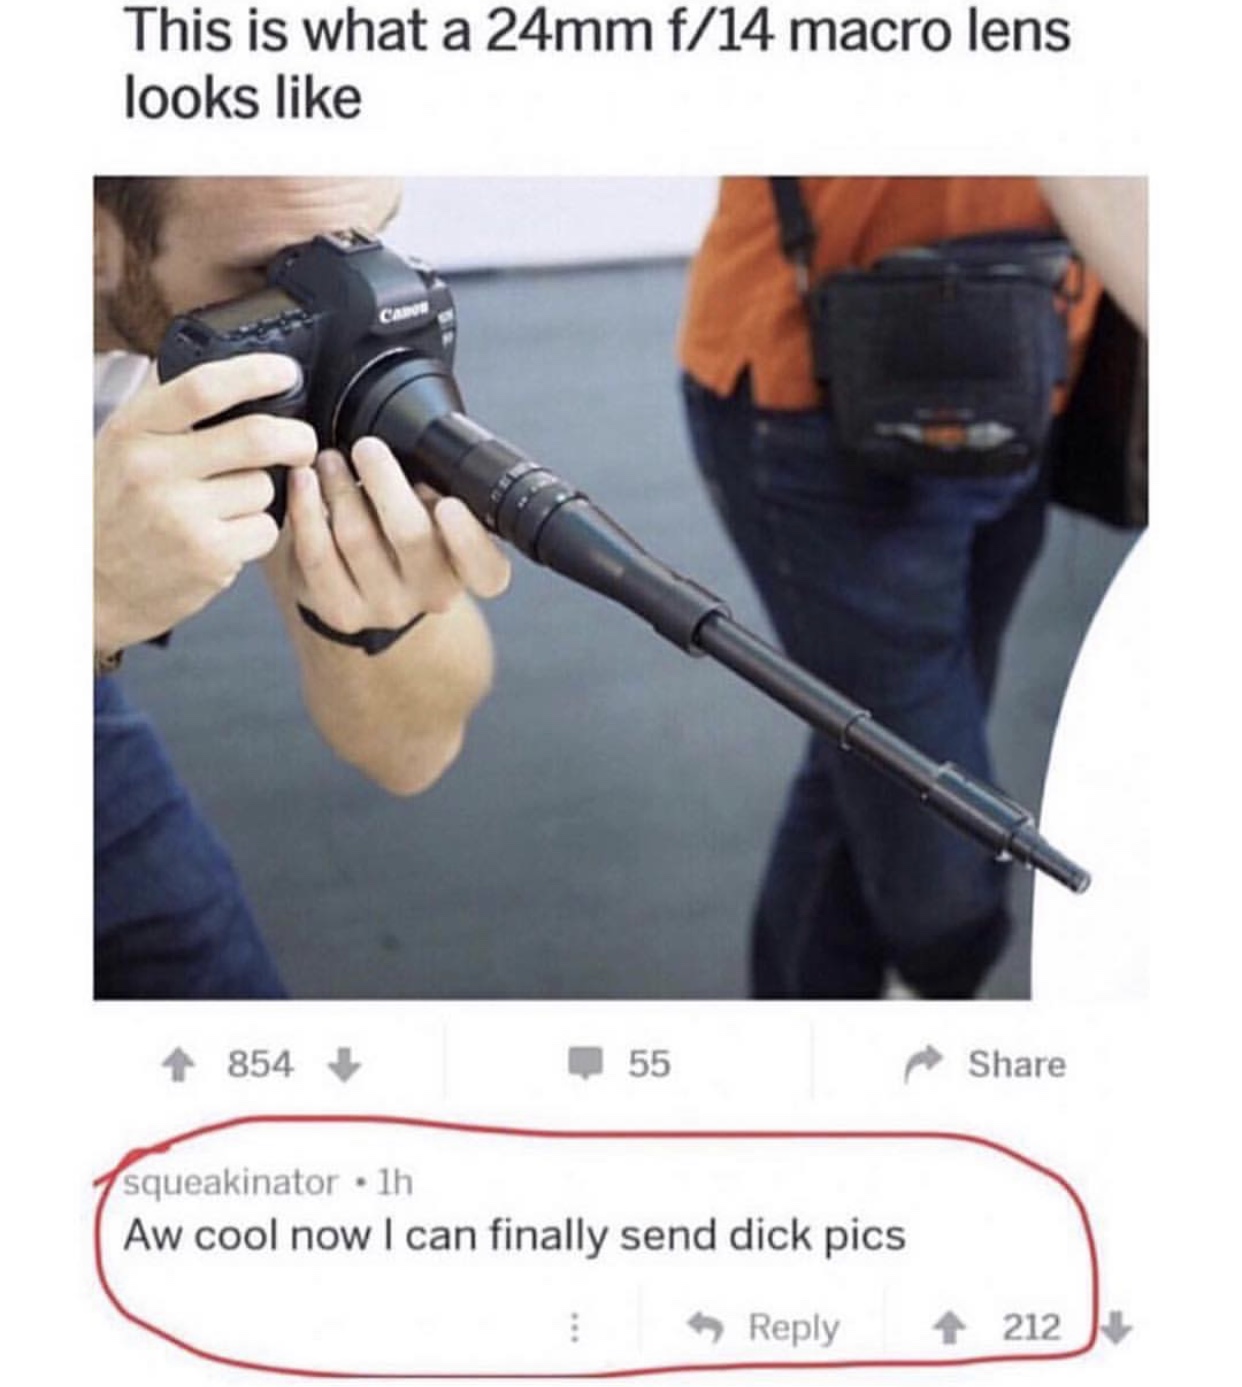 This is what a 24mm f/14 macro lens
looks like
Canon
854
55
Share
squeakinator • 1h
Aw cool now I can finally send dick pics
Reply
212